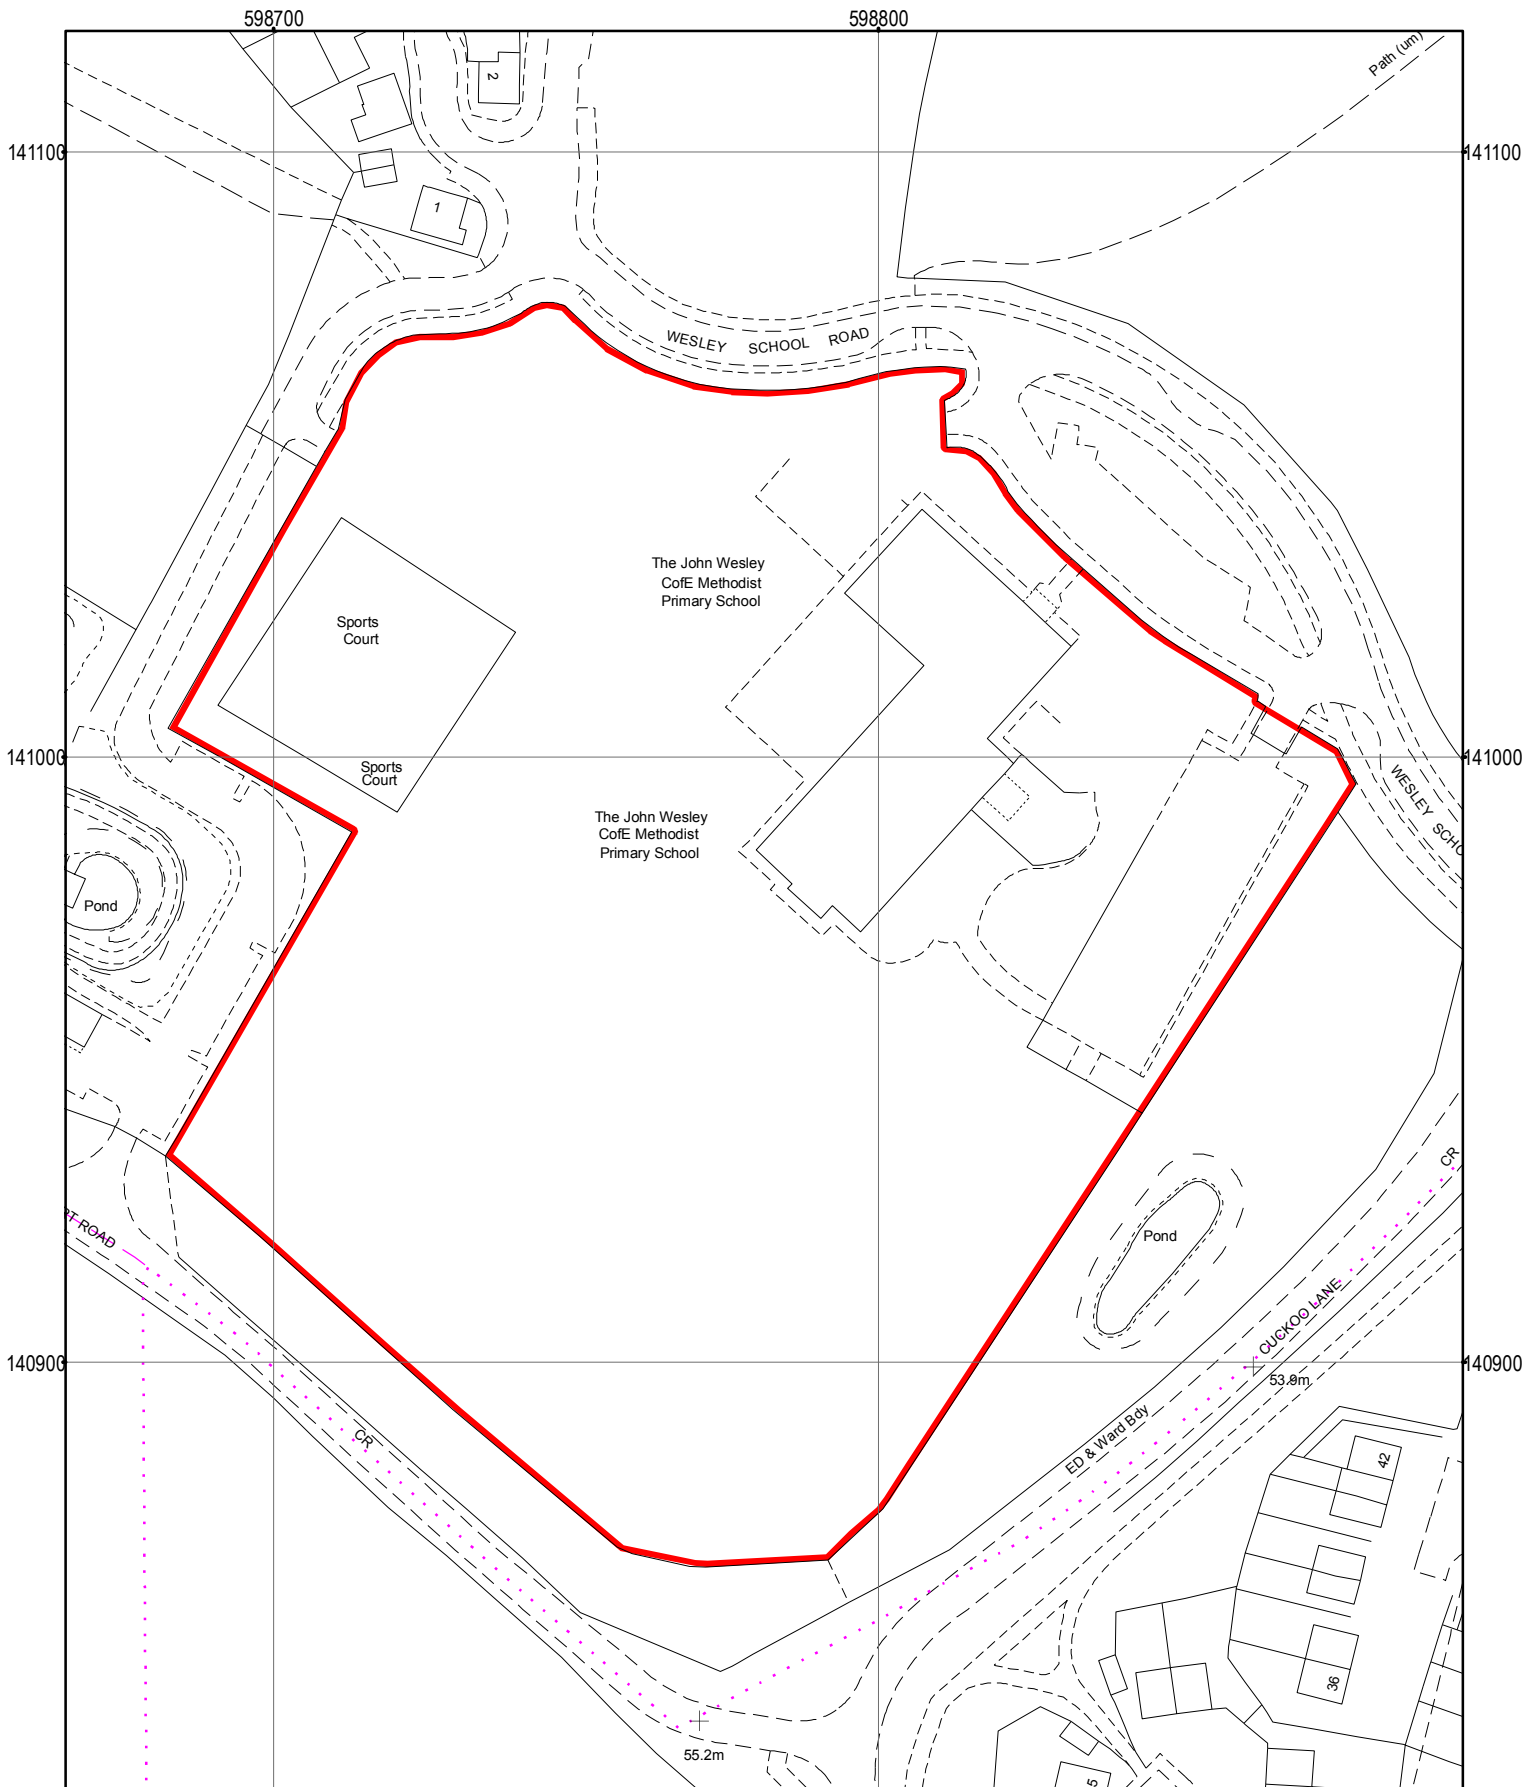 598700
598800
Path (um)
2
141100
141100
1
WESLEY SCHOOL ROAD
The John Wesley
CofE Methodist
Primary School
Sports
Court
141000
141000
Sports
Court
WESLEY SCHO
The John Wesley
CofE Methodist
Primary School
Pond
CR
RT ROAD
Pond
CUCKOO LANE
140900
140900
53.9m
ED & Ward Bdy
CR
42
36
55.2m
5